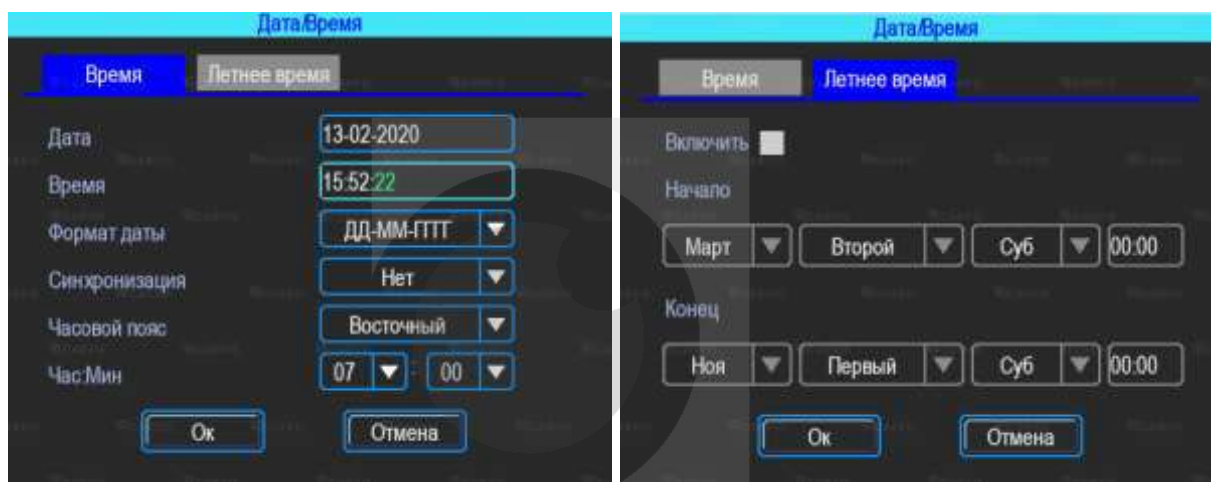 Дата/Время
Время Летнее время
Дата 13-02-2020
Время 15:52:22
Формат даты ДД-ММ-ГГГГ
Синхронизация Нет
Часовой пояс Восточный
Час:Мин 07 : 00
Ок Отмена
Дата/Время
Время Летнее время
Включить
Начало
Март Второй Суб 00:00
Конец
Ноя Первый Суб 00:00
Ок Отмена